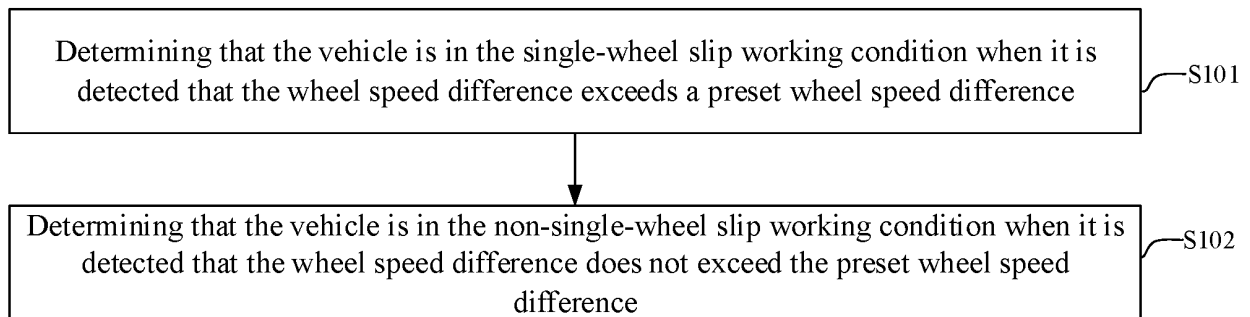 Determining that the vehicle is in the single-wheel slip working condition when it is
detected that the wheel speed difference exceeds a preset wheel speed difference
S101
Determining that the vehicle is in the non-single-wheel slip working condition when it is
detected that the wheel speed difference does not exceed the preset wheel speed
difference
S102